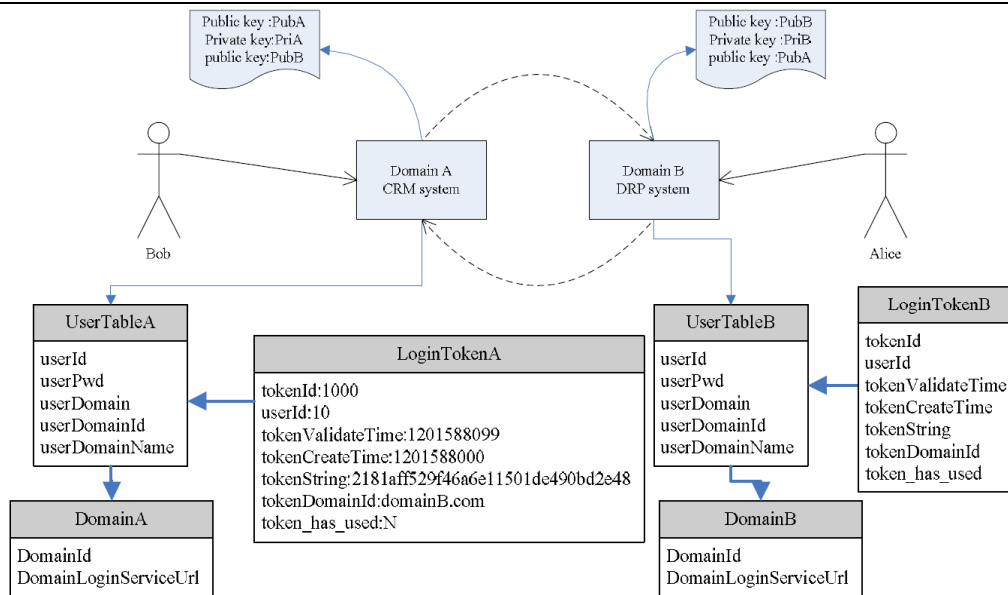 Public key :PubA
Private key:PriA
public key:PubB
Public key :PubB
Private key :PriB
public key :PubA
Domain A
CRM system
Domain B
DRP system
Bob
Alice
UserTableA
userId
userPwd
userDomain
userDomainId
userDomainName
LoginTokenA
tokenId:1000
userId:10
tokenValidateTime:1201588099
tokenCreateTime:1201588000
tokenString:2181aff529f46a6e11501de490bd2e48
tokenDomainId:domainB.com
token_has_used:N
UserTableB
userId
userPwd
userDomain
userDomainId
userDomainName
LoginTokenB
tokenId
userId
tokenValidateTime
tokenCreateTime
tokenString
tokenDomainId
token_has_used
DomainA
DomainId
DomainLoginServiceUrl
DomainB
DomainId
DomainLoginServiceUrl